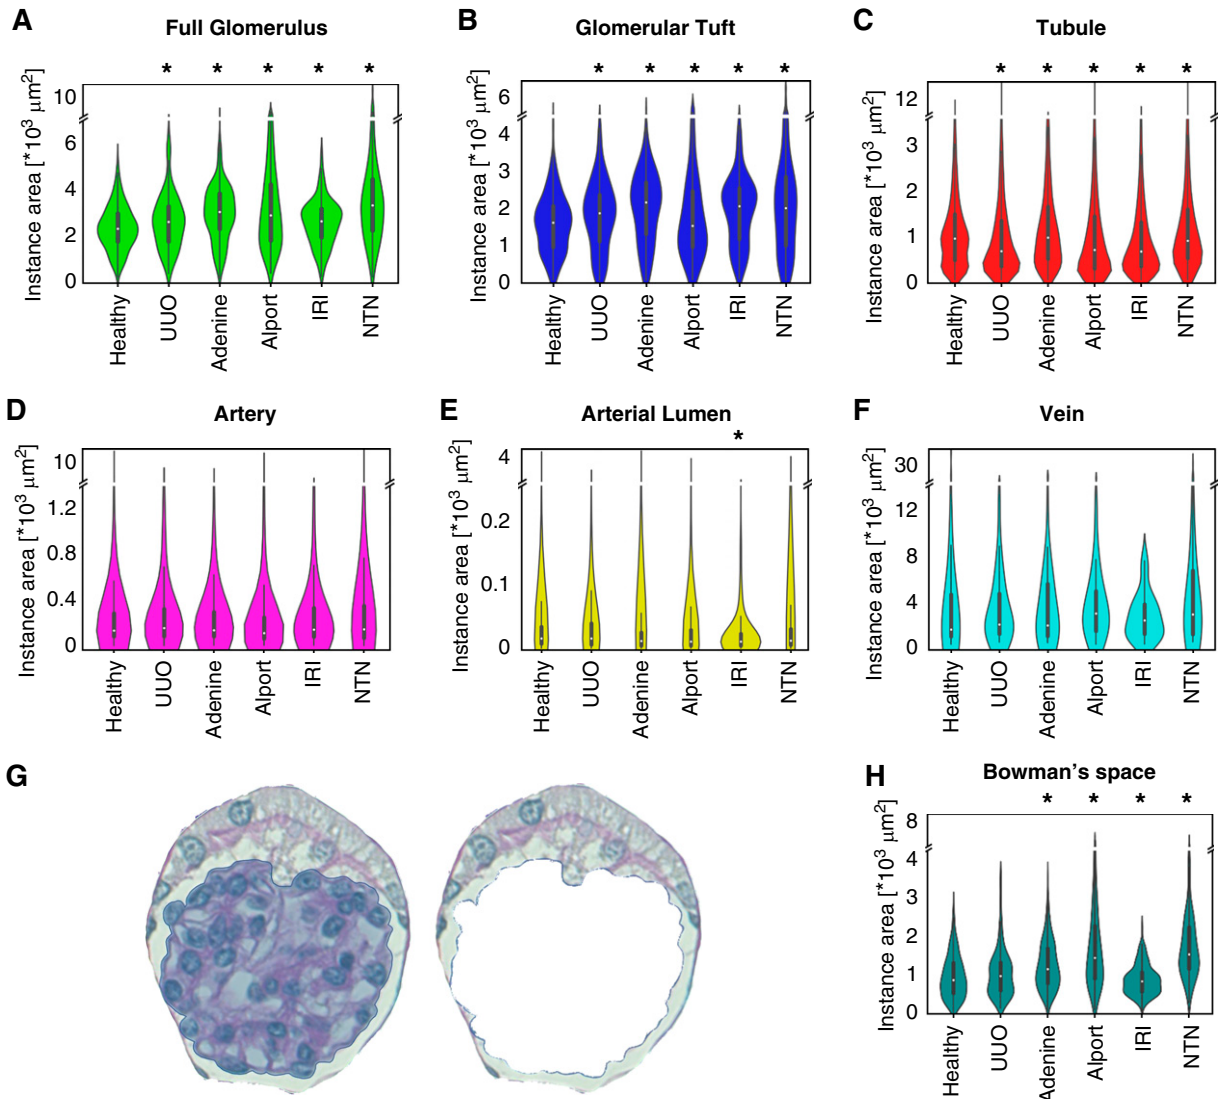 A Full Glomerulus
* * * * *
Instance area [*10³ μm²]
10
6
4
2
0
Healthy UUO Adenine Alport IRI NTN
B Glomerular Tuft
* * * * *
Instance area [*10³ μm²]
6
4
3
2
1
0
Healthy UUO Adenine Alport IRI NTN
C Tubule
* * * * *
Instance area [*10³ μm²]
12
3
2
1
0
Healthy UUO Adenine Alport IRI NTN
D Artery
Instance area [*10³ μm²]
10
1.2
0.8
0.4
0
Healthy UUO Adenine Alport IRI NTN
E Arterial Lumen
*
Instance area [*10³ μm²]
4
0.2
0.1
0
Healthy UUO Adenine Alport IRI NTN
F Vein
Instance area [*10³ μm²]
30
12
8
4
0
Healthy UUO Adenine Alport IRI NTN
G
H Bowman’s space
* * * *
Instance area [*10³ μm²]
8
4
3
2
1
0
Healthy UUO Adenine Alport IRI NTN